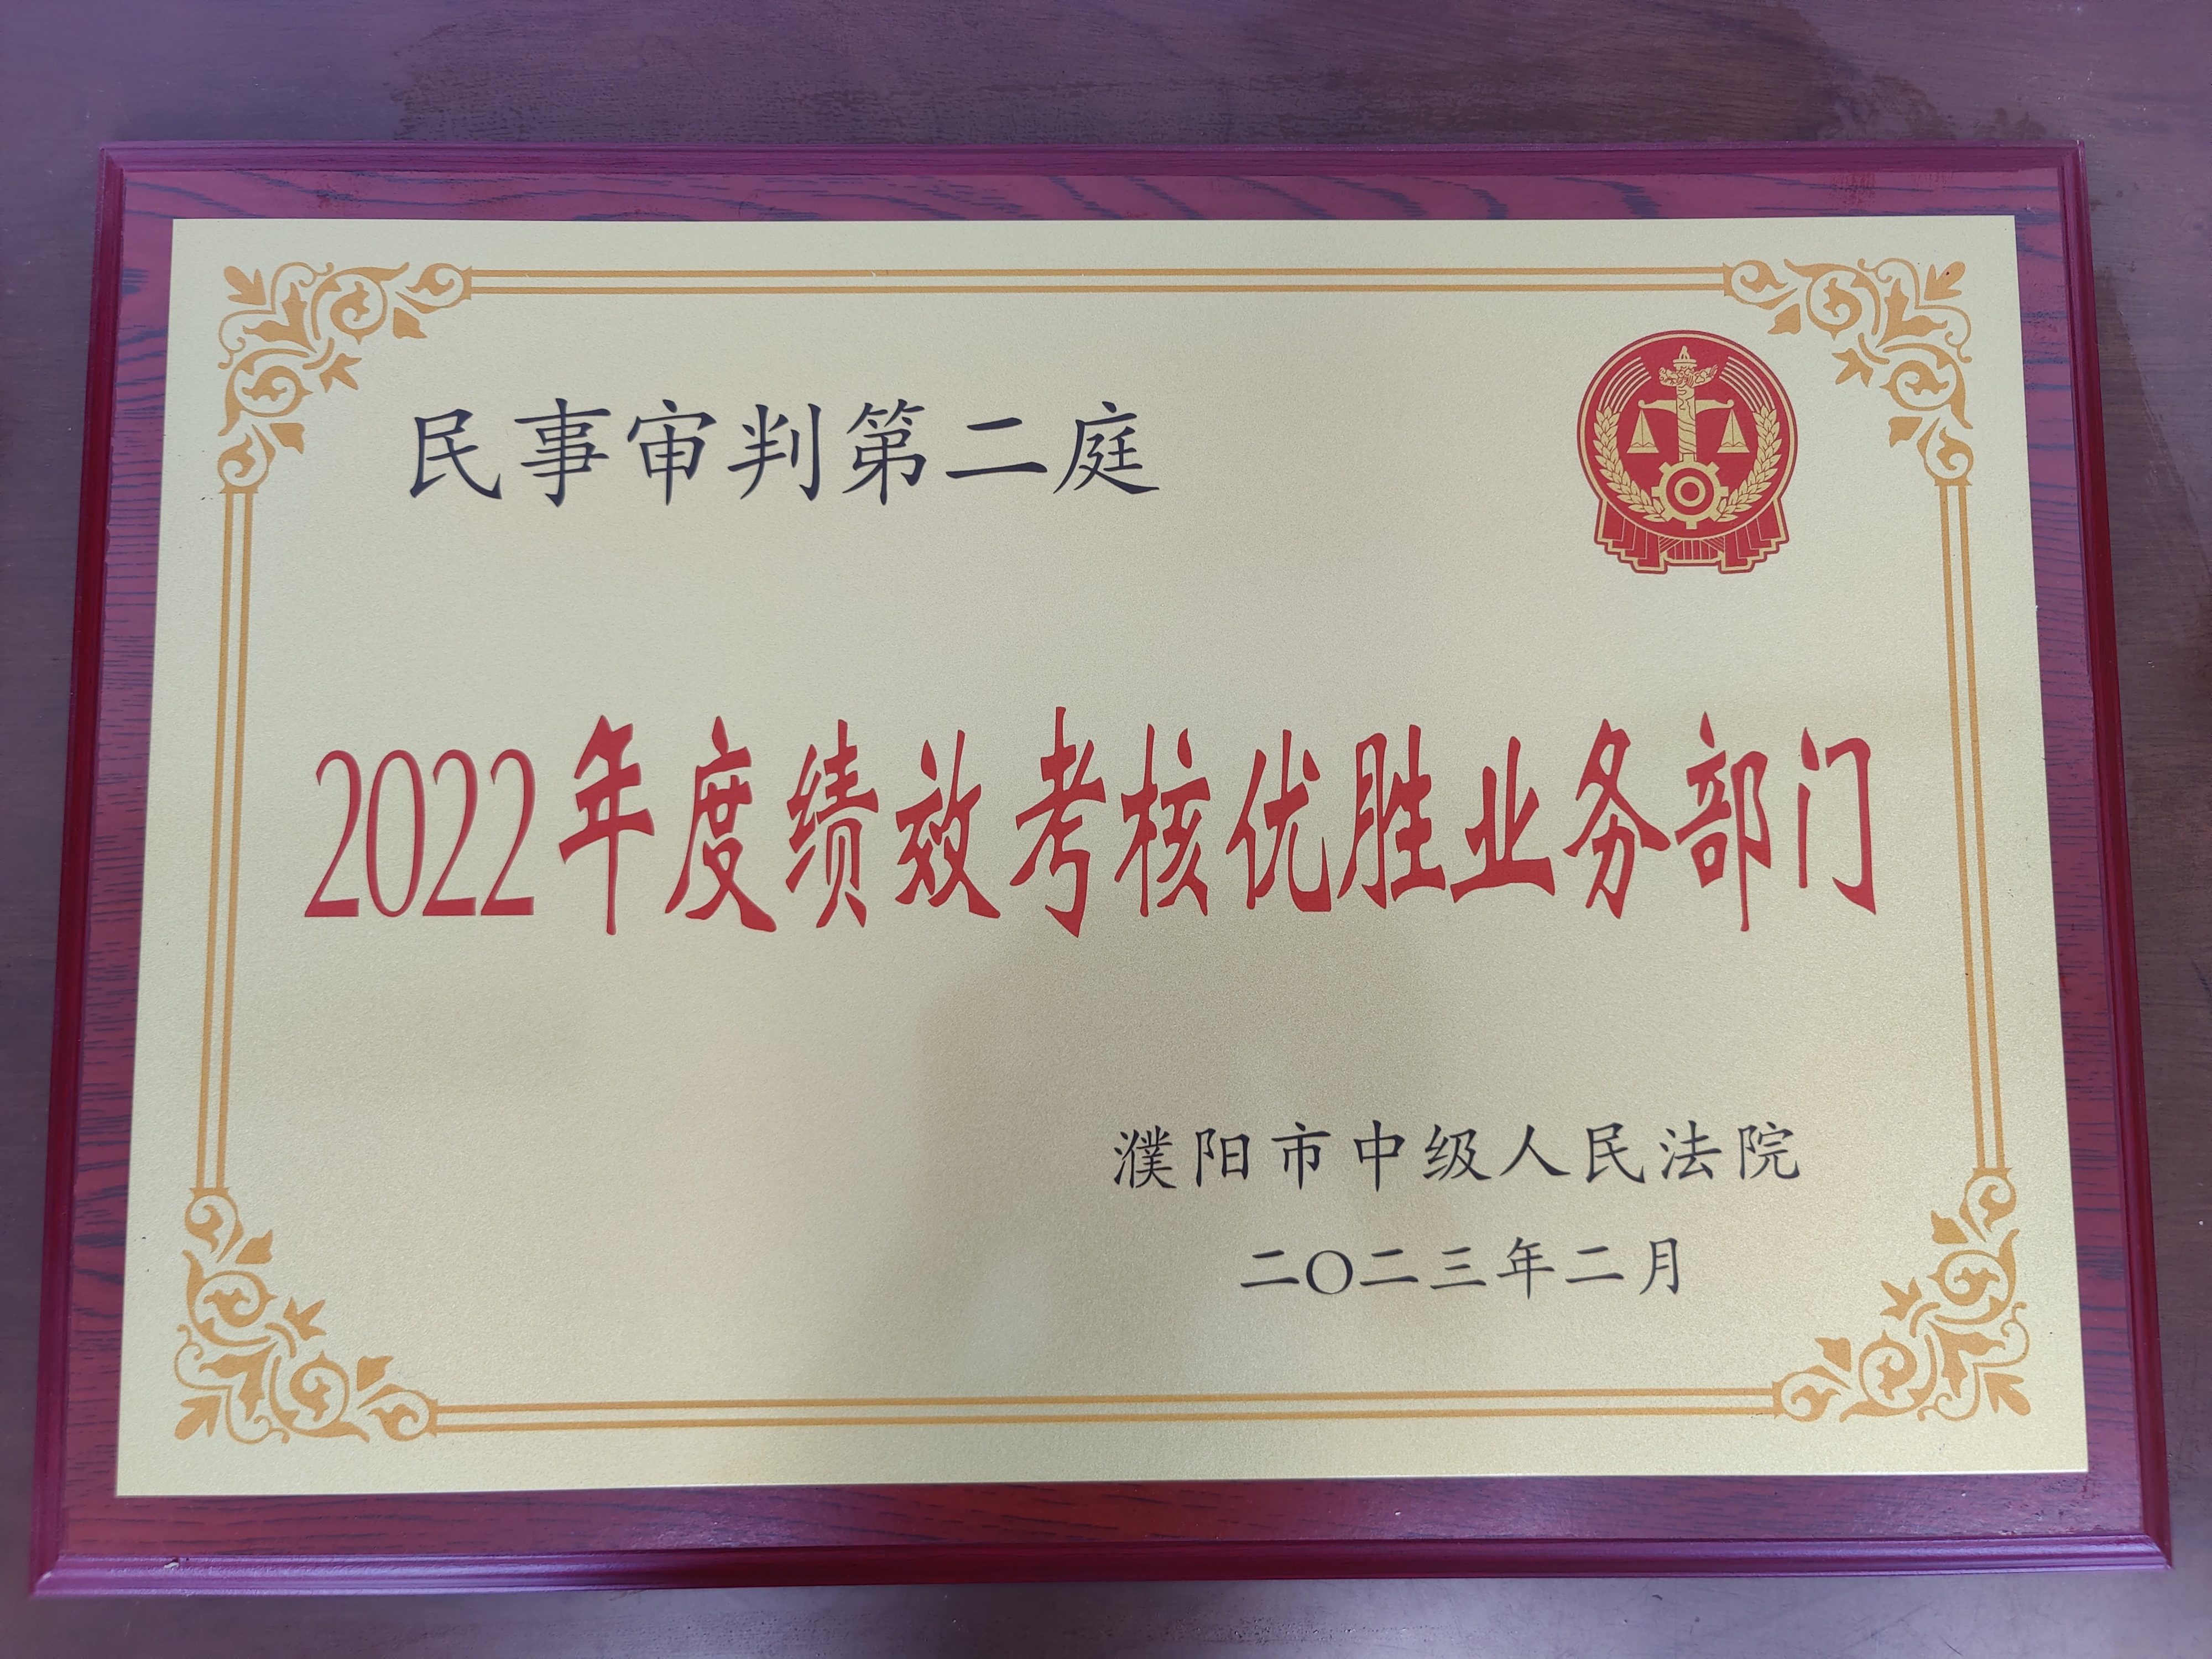 民事审判第二庭
2022年度绩效考核优胜业务部门
濮阳市中级人民法院
二〇二三年二月